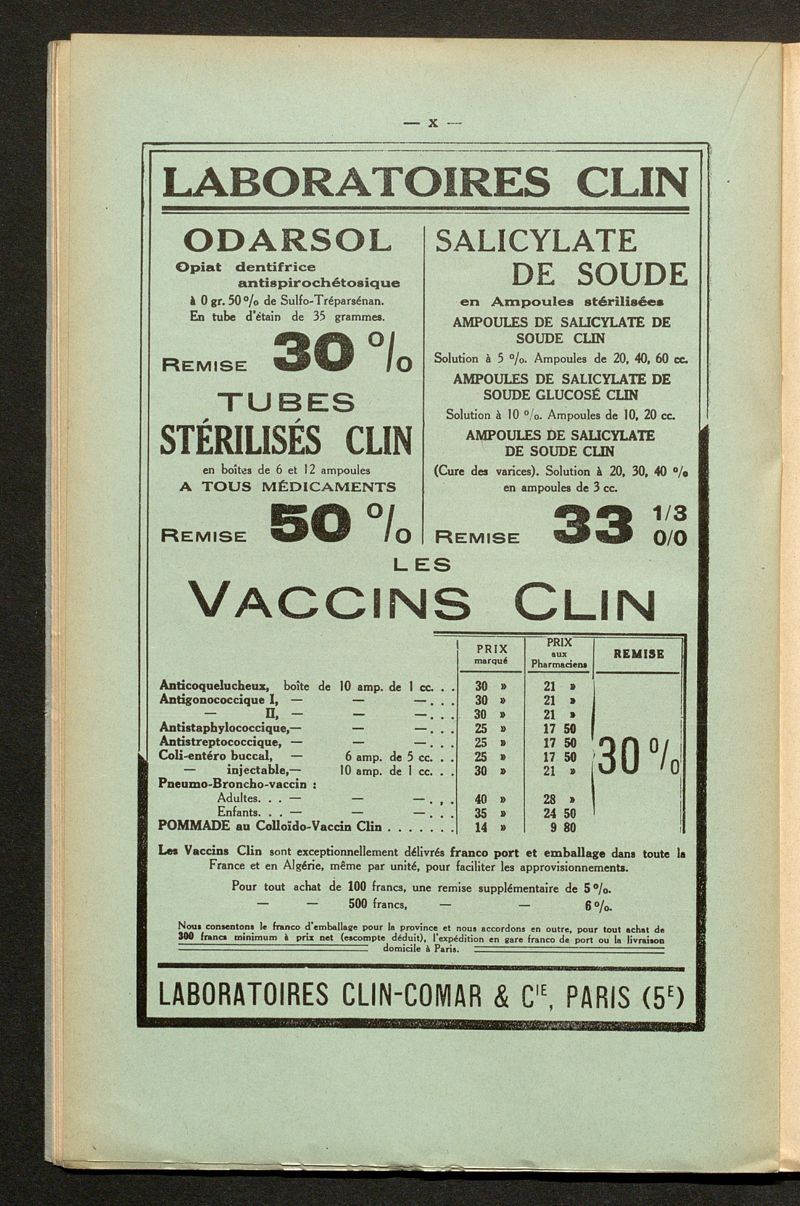 — X —
LABORATOIRES CLIN
ODARSOL
Opiat dentifrice
antispirochétosique
à 0 gr. 50 % de Sulfo-Tréparsénan.
En tube d'étain de 35 grammes.
REMISE 30 %
TUBES
STÉRILISÉS CLIN
en boîtes de 6 et 12 ampoules
A TOUS MÉDICAMENTS
REMISE 50 %
SALICYLATE
DE SOUDE
en Ampoules stérilisées
AMPOULES DE SALICYLATE DE
SOUDE CLIN
Solution à 5 %. Ampoules de 20, 40, 60 cc.
AMPOULES DE SALICYLATE DE
SOUDE GLUCOSÉ CLIN
Solution à 10 %. Ampoules de 10, 20 cc.
AMPOULES DE SALICYLATE
DE SOUDE CLIN
(Cure des varices). Solution à 20, 30, 40 %
en ampoules de 3 cc.
REMISE 33 1/3 0/0
LES
VACCINS CLIN
PRIX marqué PRIX aux Pharmaciens REMISE
Anticoquelucheux, boîte de 10 amp. de 1 cc. . . 30 » 21 »
Antigonococcique I, — — — . . . 30 » 21 »
— II, — — — . . . 30 » 21 »
Antistaphylococcique, — — — . . . 25 » 17 50
Antistreptococcique, — — — . . . 25 » 17 50
Coli-entéro buccal, — 6 amp. de 5 cc. . . 25 » 17 50
— injectable, — 10 amp. de 1 cc. . . 30 » 21 »
30 %
Pneumo-Broncho-vaccin :
Adultes. . . — — — . . . 40 » 28 »
Enfants. . . — — — . . . 35 » 24 50
POMMADE au Colloïdo-Vaccin Clin . . . . . . . 14 » 9 80
Les Vaccins Clin sont exceptionnellement délivrés franco port et emballage dans toute la
France et en Algérie, même par unité, pour faciliter les approvisionnements.
Pour tout achat de 100 francs, une remise supplémentaire de 5 %.
— — 500 francs, — — 6 %.
Nous consentons le franco d'emballage pour la province et nous accordons en outre, pour tout achat de
300 francs minimum à prix net (escompte déduit), l'expédition en gare franco de port ou la livraison
domicile à Paris.
LABORATOIRES CLIN-COMAR & CIE, PARIS (5E)